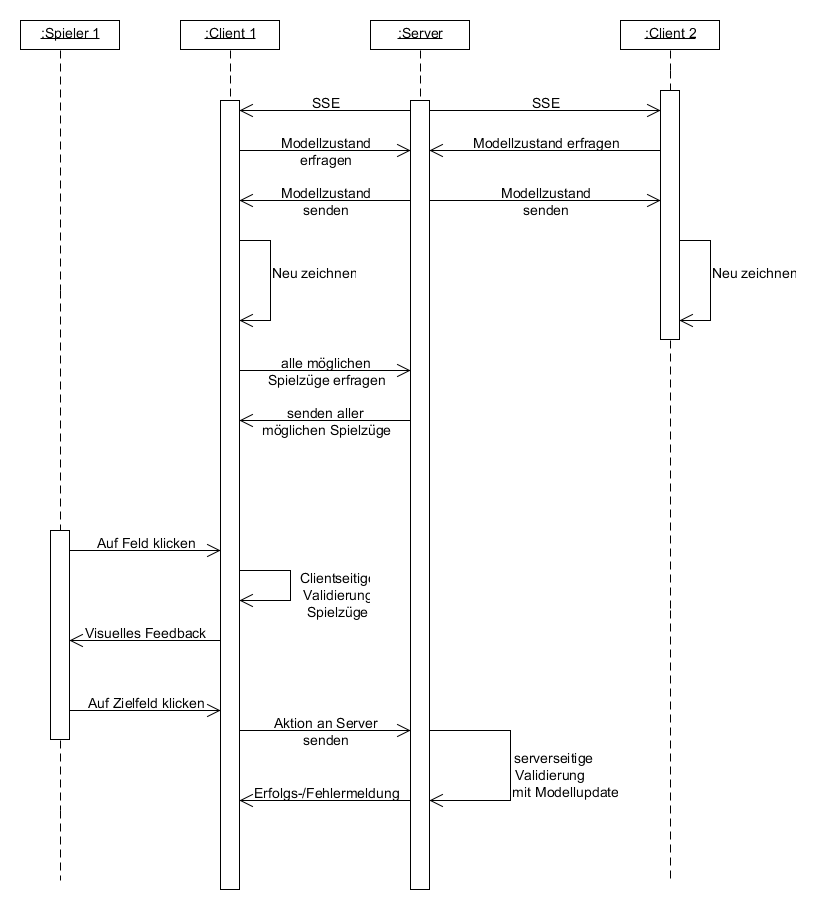 :Spieler 1
:Client 1
:Server
:Client 2
SSE
SSE
Modellzustand
erfragen
Modellzustand erfragen
Modellzustand
senden
Modellzustand
senden
Neu zeichnen
Neu zeichnen
alle möglichen
Spielzüge erfragen
senden aller
möglichen Spielzüge
Auf Feld klicken
Clientseitige
Validierung
Spielzüge
Visuelles Feedback
Auf Zielfeld klicken
Aktion an Server
senden
serverseitige
Validierung
mit Modellupdate
Erfolgs-/Fehlermeldung